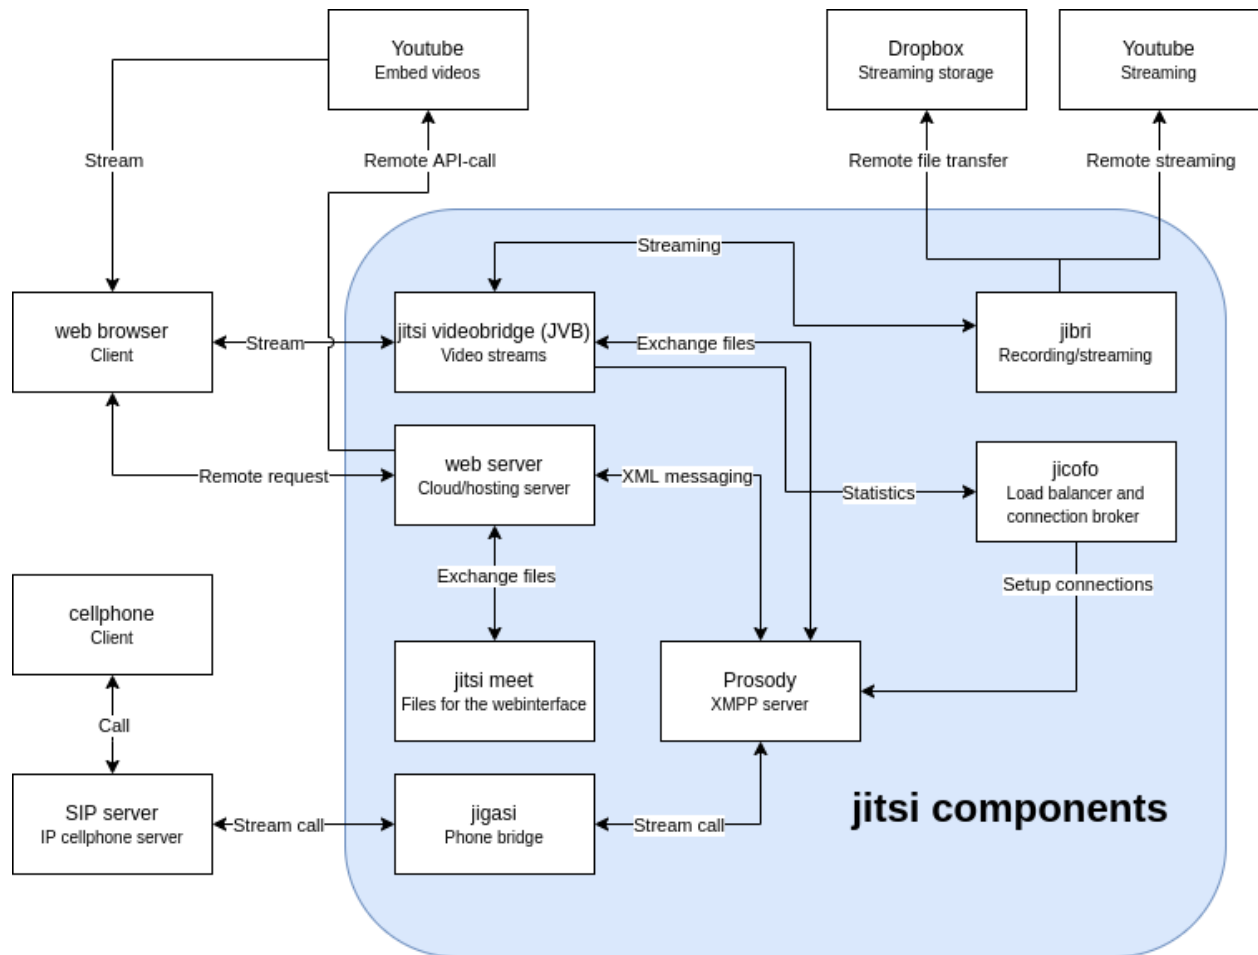 Youtube
Embed videos
Dropbox
Streaming storage
Youtube
Streaming
Stream
Remote API-call
Remote file transfer
Remote streaming
Streaming
web browser
Client
Stream
jitsi videobridge (JVB)
Video streams
Exchange files
jibri
Recording/streaming
Remote request
web server
Cloud/hosting server
XML messaging
Statistics
jicofo
Load balancer and
connection broker
Exchange files
Setup connections
cellphone
Client
jitsi meet
Files for the webinterface
Prosody
XMPP server
Call
SIP server
IP cellphone server
Stream call
jigasi
Phone bridge
Stream call
jitsi components